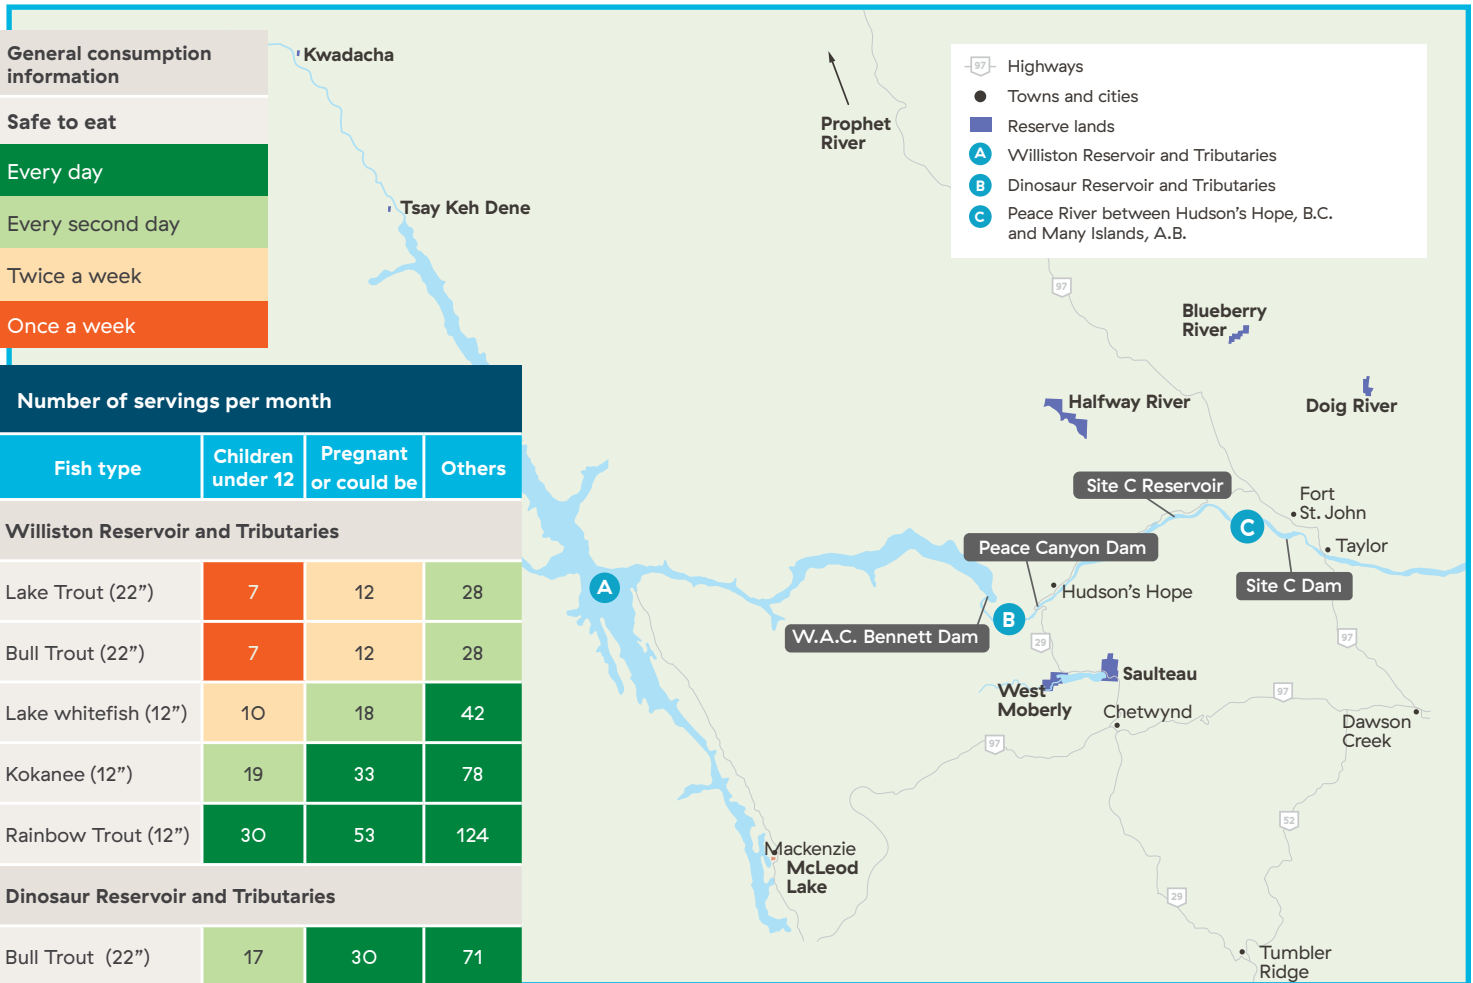 General consumption
information
Safe to eat
Every day
Every second day
Twice a week
Once a week
Number of servings per month
Fish type
Children
under 12
Pregnant
or could be
Others
Williston Reservoir and Tributaries
Lake Trout (22”) 7 12 28
Bull Trout (22”) 7 12 28
Lake whitefish (12”) 10 18 42
Kokanee (12”) 19 33 78
Rainbow Trout (12”) 30 53 124
Dinosaur Reservoir and Tributaries
Bull Trout (22”) 17 30 71
Kwadacha
Tsay Keh Dene
Prophet
River
97 Highways
Towns and cities
Reserve lands
A Williston Reservoir and Tributaries
B Dinosaur Reservoir and Tributaries
C Peace River between Hudson’s Hope, B.C.
and Many Islands, A.B.
97
Blueberry
River
Halfway River
Doig River
Site C Reservoir
Fort
St. John
C
Peace Canyon Dam
Taylor
Site C Dam
A
Hudson’s Hope
B
W.A.C. Bennett Dam
29
97
Saulteau
West
Moberly
97
Chetwynd
Dawson
Creek
97
52
Mackenzie
McLeod
Lake
29
Tumbler
Ridge